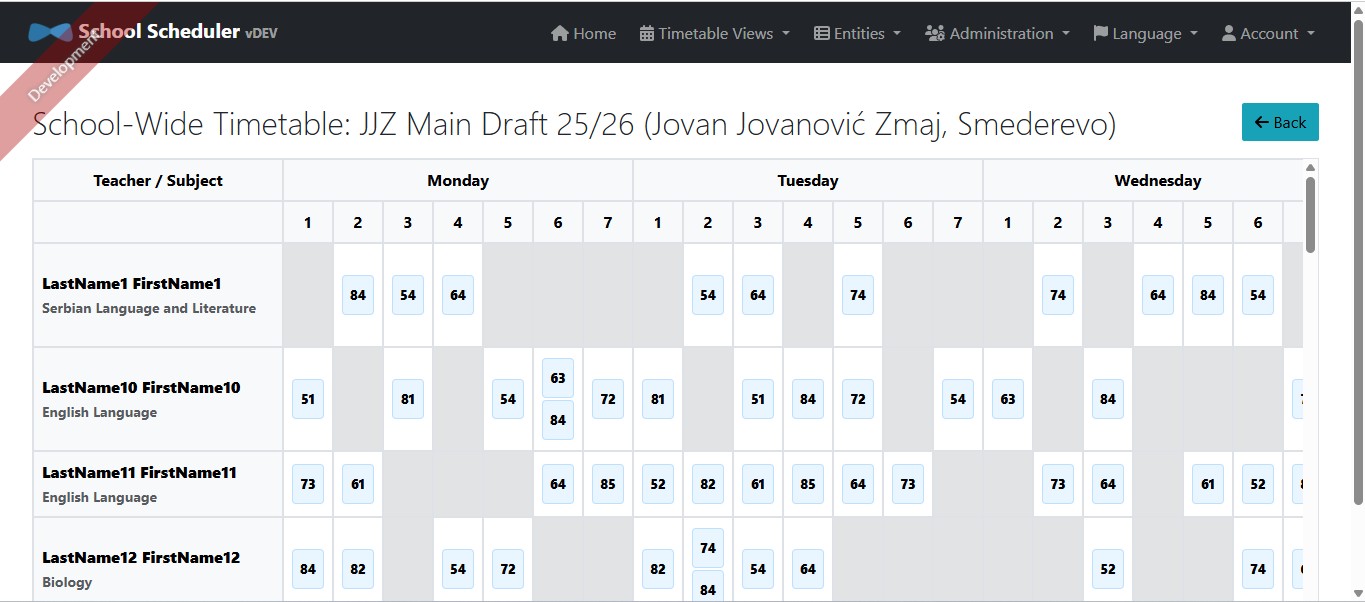 School Scheduler vDEV
Home Timetable Views Entities Administration Language Account
Development
School-Wide Timetable: JJZ Main Draft 25/26 (Jovan Jovanović Zmaj, Smederevo)
Back
Teacher / Subject Monday Tuesday Wednesday
1 2 3 4 5 6 7 1 2 3 4 5 6 7 1 2 3 4 5 6
LastName1 FirstName1
Serbian Language and Literature
84 54 64 54 64 74 74 64 84 54
LastName10 FirstName10
English Language
51 81 54 63 72 81 51 84 72 54 63 84
84
LastName11 FirstName11
English Language
73 61 64 85 52 82 61 85 64 73 73 64 61 52
LastName12 FirstName12
Biology
84 82 54 72 82 74 54 64 52 74
84